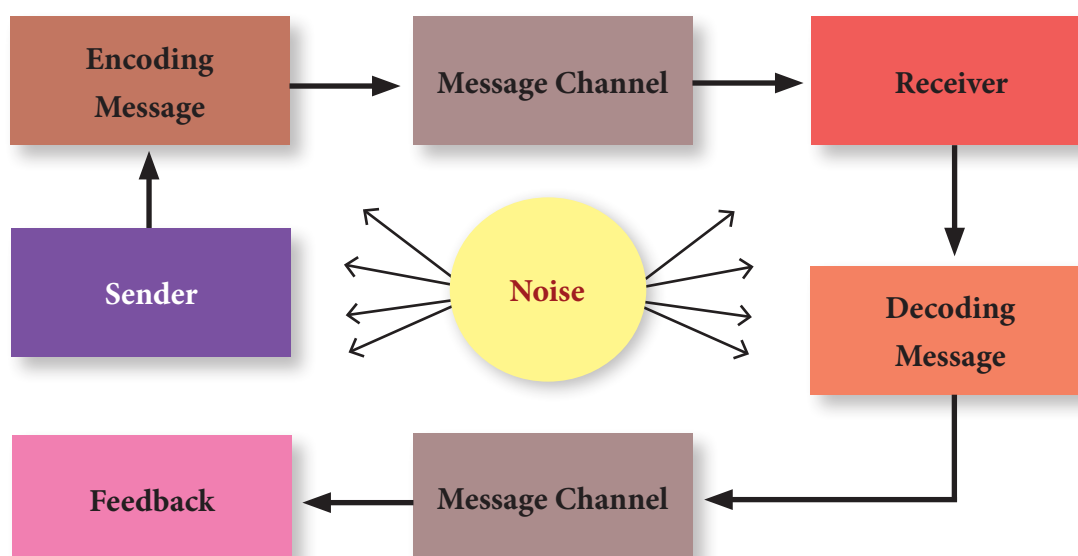 Encoding
Message
Message Channel
Receiver
Sender
Noise
Decoding
Message
Feedback
Message Channel